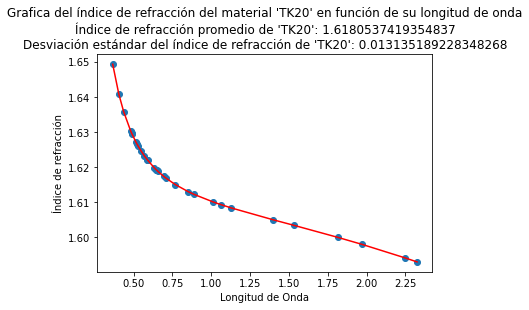 Grafica del índice de refracción del material 'TK20' en función de su longitud de onda
Índice de refracción promedio de 'TK20': 1.6180537419354837
Desviación estándar del índice de refracción de 'TK20': 0.013135189228348268
1.65
1.64
1.63
1.62
1.61
1.60
Índice de refracción
0.50 0.75 1.00 1.25 1.50 1.75 2.00 2.25
Longitud de Onda